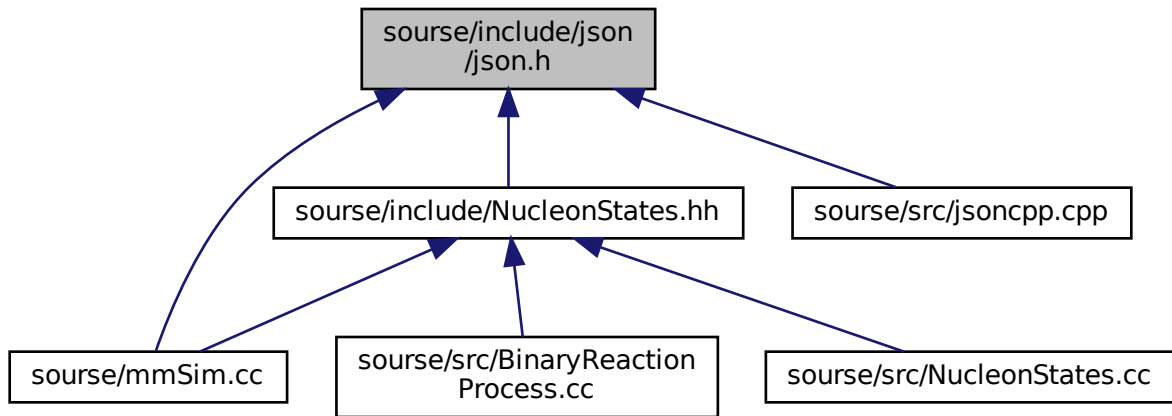 sourse/include/json
/json.h
sourse/include/NucleonStates.hh
sourse/src/jsoncpp.cpp
sourse/mmSim.cc
sourse/src/BinaryReaction
Process.cc
sourse/src/NucleonStates.cc